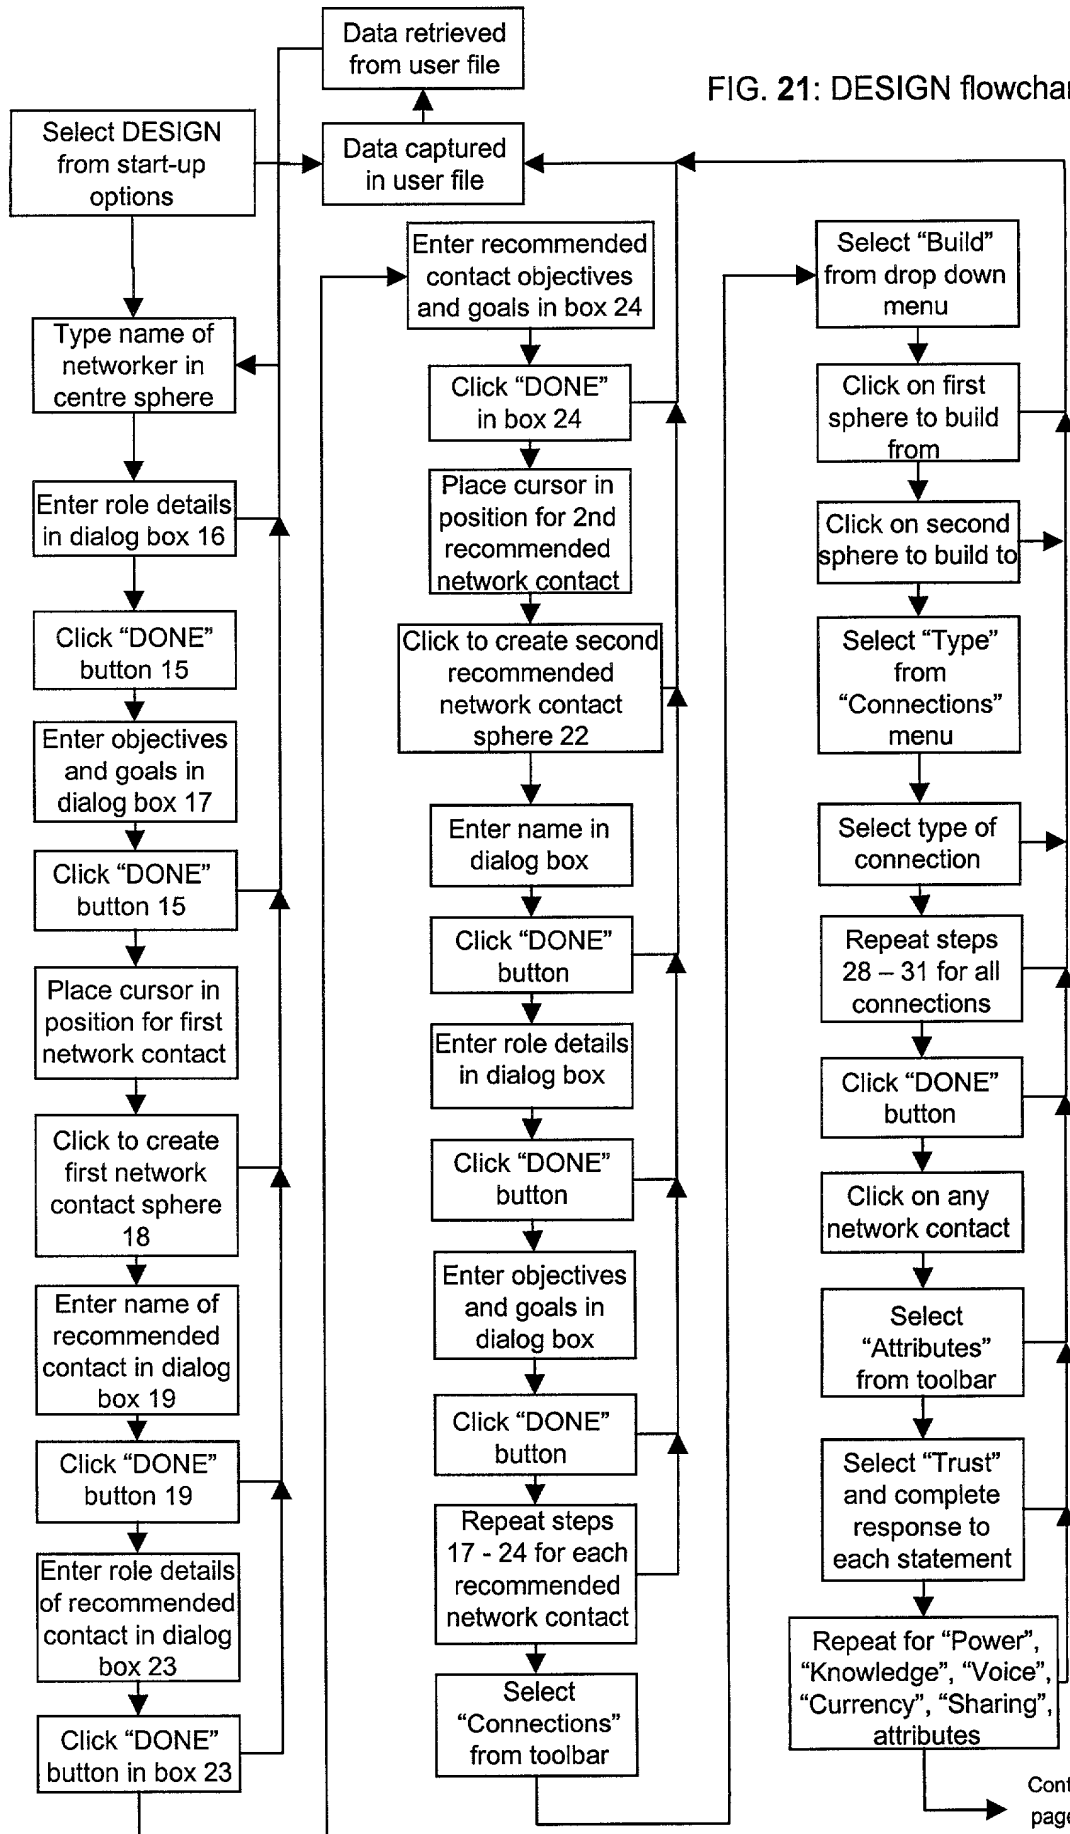 Data retrieved
from user file
FIG. 21: DESIGN flowchar
Select DESIGN
from start-up
options
Data captured
in user file
Type name of
networker in
centre sphere
Enter role details
in dialog box 16
Click “DONE”
button 15
Enter objectives
and goals in
dialog box 17
Click “DONE”
button 15
Place cursor in
position for first
network contact
Click to create
first network
contact sphere
18
Enter name of
recommended
contact in dialog
box 19
Click “DONE”
button 19
Enter role details
of recommended
contact in dialog
box 23
Click “DONE”
button in box 23
Enter recommended
contact objectives
and goals in box 24
Click “DONE”
in box 24
Place cursor in
position for 2nd
recommended
network contact
Click to create second
recommended
network contact
sphere 22
Enter name in
dialog box
Click “DONE”
button
Enter role details
in dialog box
Click “DONE”
button
Enter objectives
and goals in
dialog box
Click “DONE”
button
Repeat steps
17 - 24 for each
recommended
network contact
Select
“Connections”
from toolbar
Select “Build”
from drop down
menu
Click on first
sphere to build
from
Click on second
sphere to build to
Select “Type”
from
“Connections”
menu
Select type of
connection
Repeat steps
28 – 31 for all
connections
Click “DONE”
button
Click on any
network contact
Select
“Attributes”
from toolbar
Select “Trust”
and complete
response to
each statement
Repeat for “Power”,
“Knowledge”, “Voice”,
“Currency”, “Sharing”,
attributes
Cont
page